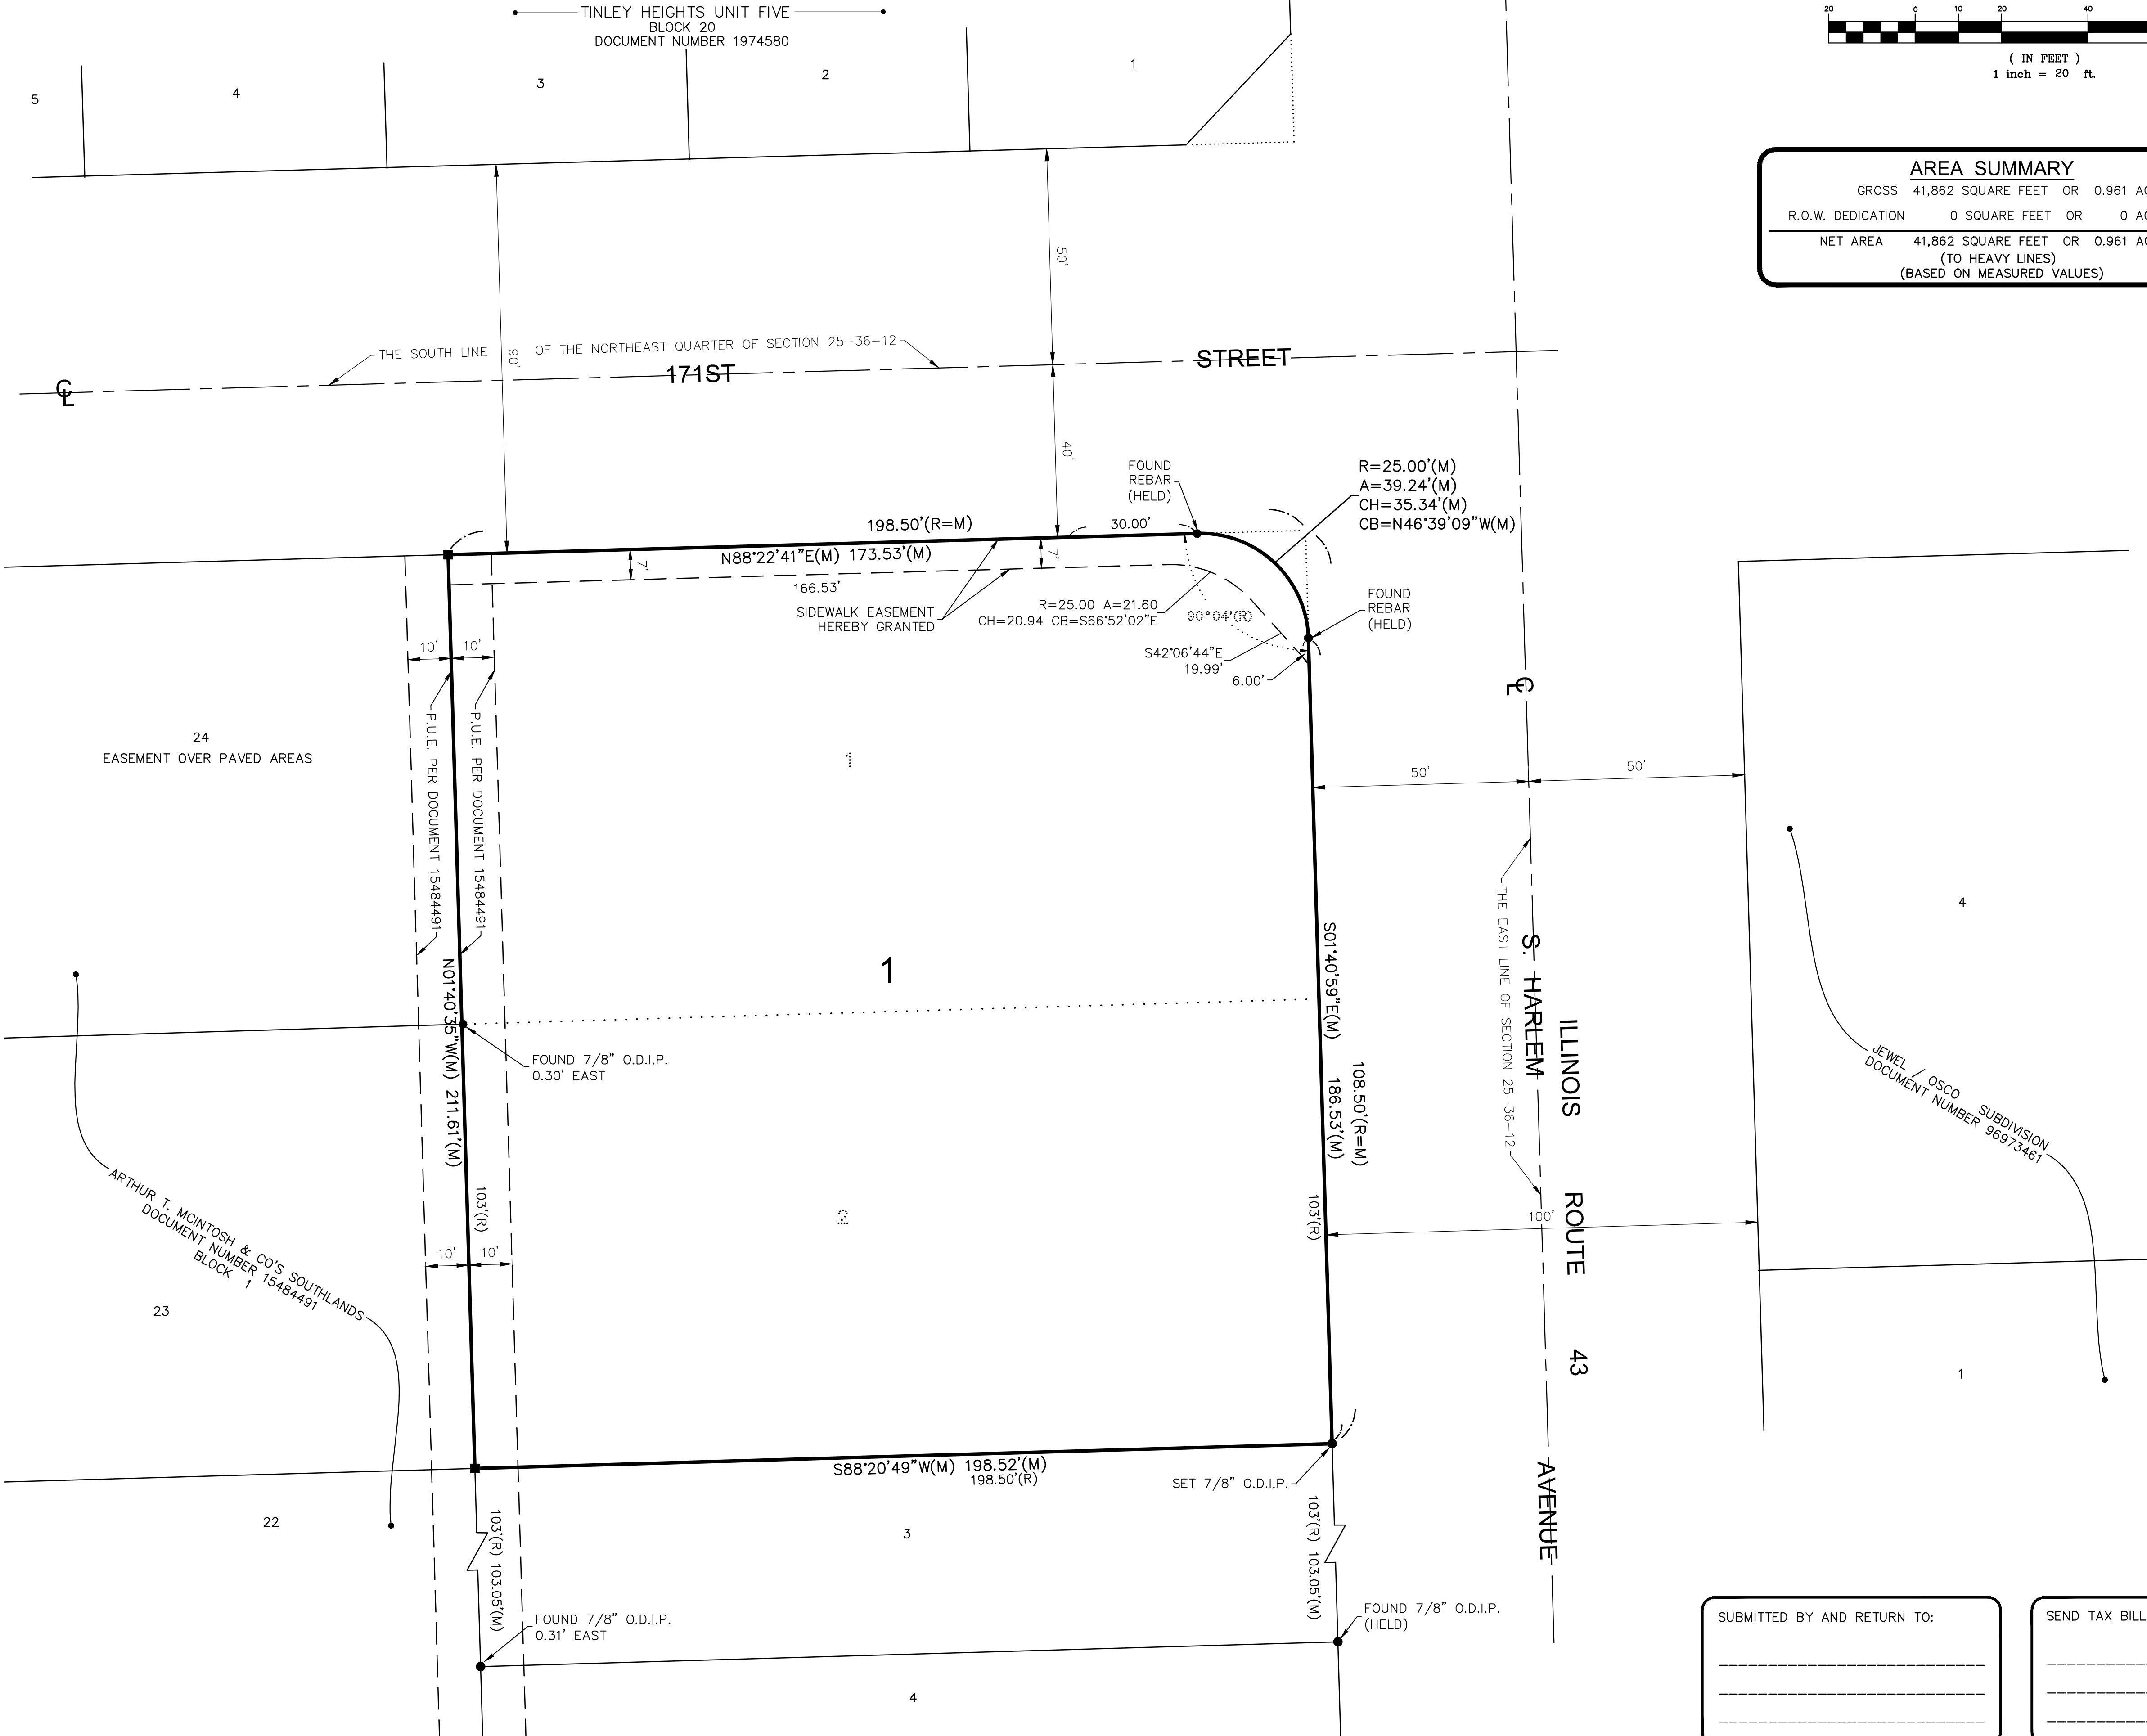 TINLEY HEIGHTS UNIT FIVE
BLOCK 20
DOCUMENT NUMBER 1974580
5
4
3
2
1
20 0 10 20 40
( IN FEET )
1 inch = 20 ft.
AREA SUMMARY
GROSS 41,862 SQUARE FEET OR 0.961
R.O.W. DEDICATION 0 SQUARE FEET OR 0
NET AREA 41,862 SQUARE FEET OR 0.961
(TO HEAVY LINES)
(BASED ON MEASURED VALUES)
50'
90'
THE SOUTH LINE OF THE NORTHEAST QUARTER OF SECTION 25-36-12
171ST STREET
CL
40'
FOUND
REBAR
(HELD)
R=25.00'(M)
A=39.24'(M)
CH=35.34'(M)
CB=N46°39'09"W(M)
198.50'(R=M)
30.00'
N88°22'41"E(M) 173.53'(M)
7'
7'
166.53'
SIDEWALK EASEMENT
HEREBY GRANTED
R=25.00 A=21.60
CH=20.94 CB=S66°52'02"E
90°04'(R)
FOUND
REBAR
(HELD)
S42°06'44"E
19.99'
6.00'
10' 10'
P.U.E. PER DOCUMENT 15484491
P.U.E. PER DOCUMENT 15484491
24
EASEMENT OVER PAVED AREAS
1
CL
50' 50'
THE EAST LINE OF SECTION 25-36-12
S. HARLEM AVENUE
ILLINOIS ROUTE 43
4
1
S01°40'59"E(M) 186.53'(M)
108.50'(R=M)
N01°40'35"W(M) 211.61'(M)
FOUND 7/8" O.D.I.P.
0.30' EAST
JEWEL / OSCO SUBDIVISION
DOCUMENT NUMBER 96973461
103'(R)
103'(R)
100'
2
10' 10'
ARTHUR T. MCINTOSH & CO'S SOUTHLANDS
DOCUMENT NUMBER 15484491
BLOCK 1
23
1
S88°20'49"W(M) 198.52'(M)
198.50'(R)
SET 7/8" O.D.I.P.
22
3
103'(R) 103.05'(M)
103'(R) 103.05'(M)
FOUND 7/8" O.D.I.P.
0.31' EAST
FOUND 7/8" O.D.I.P.
(HELD)
4
SUBMITTED BY AND RETURN TO:
SEND TAX BILL